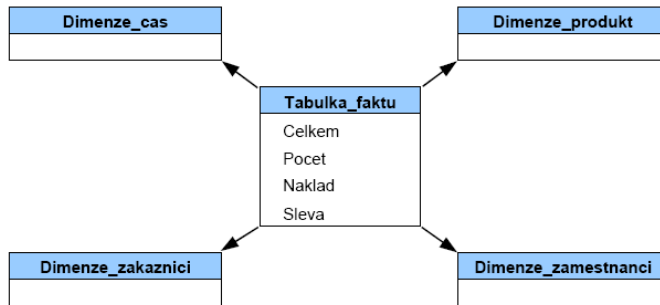 Dimenze_cas
Dimenze_produkt
Tabulka_faktu
Celkem
Pocet
Naklad
Sleva
Dimenze_zakaznici
Dimenze_zamestnanci